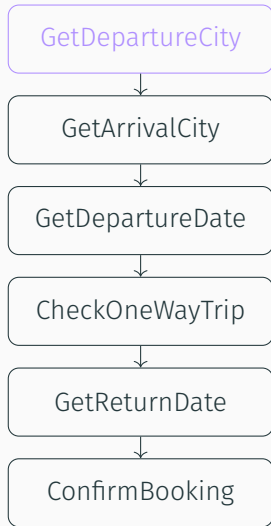 GetDepartureCity
GetArrivalCity
GetDepartureDate
CheckOneWayTrip
GetReturnDate
ConfirmBooking